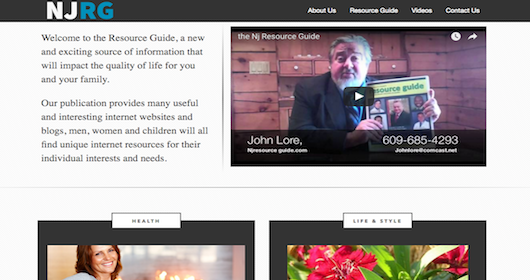 NJRG
About Us Resource Guide Videos Contact Us
Welcome to the Resource Guide, a new
and exciting source of information that
will impact the quality of life for you
and your family.
Our publication provides many useful
and interesting internet websites and
blogs, men, women and children will all
find unique internet resources for their
individual interests and needs.
the Nj Resource Guide
source guide
John Lore, 609-685-4293
Njresource guide.com Johnlore@comcast.net
HEALTH
LIFE & STYLE